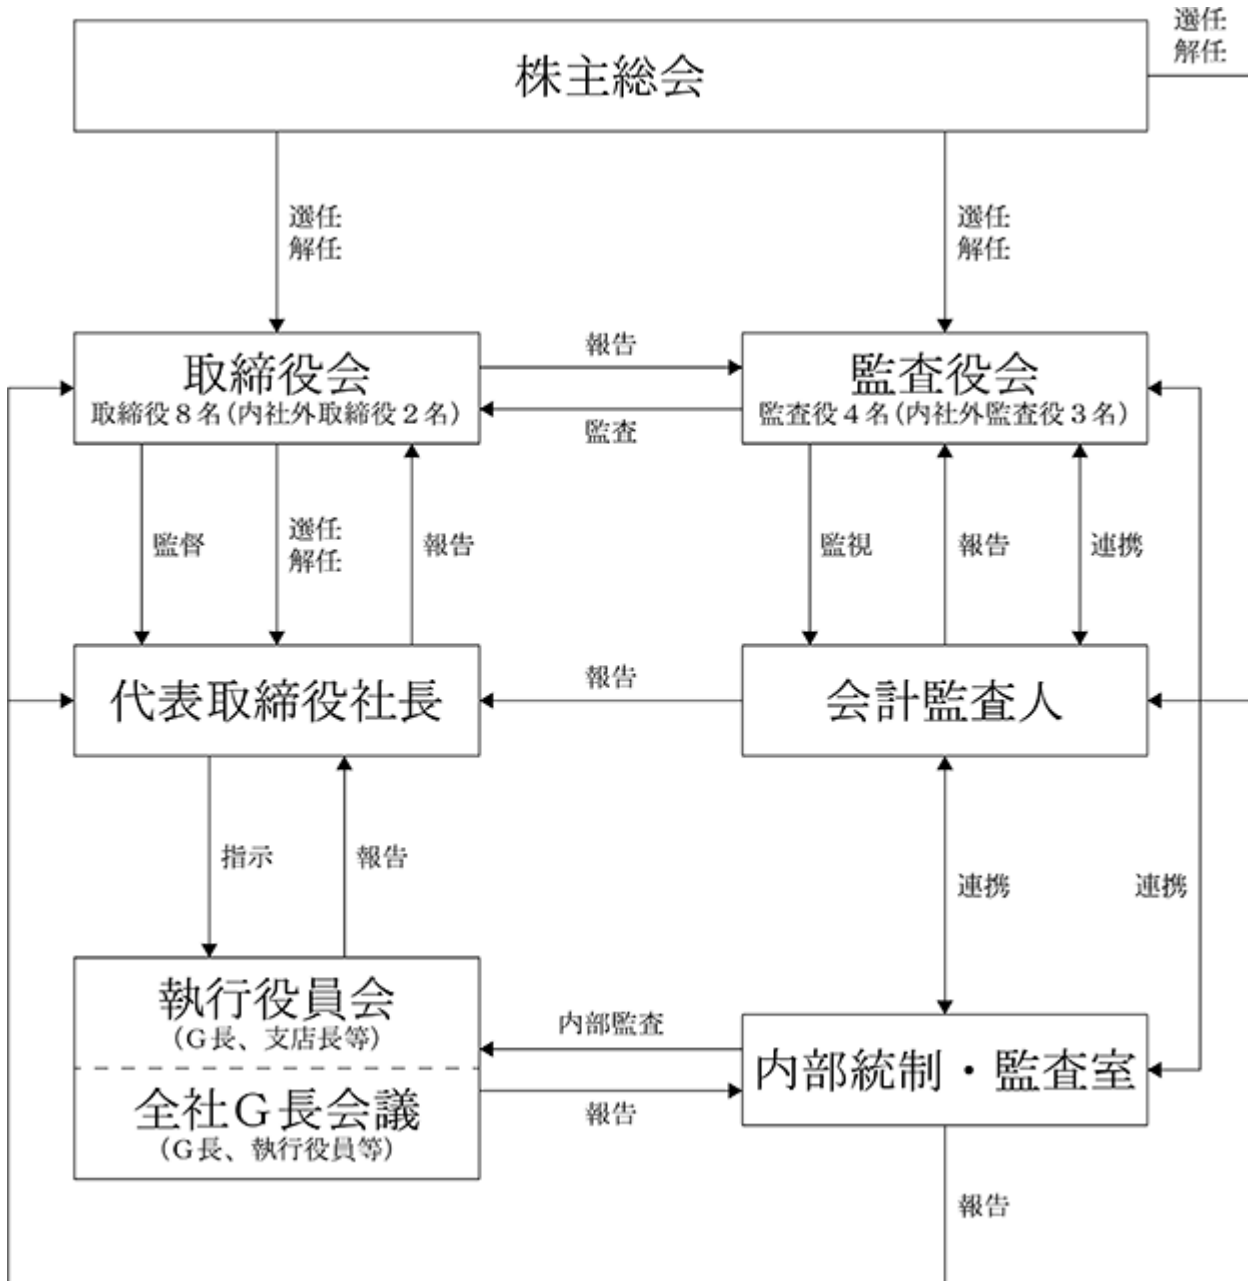 選任
解任
株主総会
選任
解任
選任
解任
取締役会
取締役８名(内社外取締役２名)
報告
監査
監査役会
監査役４名(内社外監査役３名)
監督
選任
解任
報告
監視
報告
連携
代表取締役社長
報告
会計監査人
指示
報告
連携
連携
執行役員会
(G長、支店長等)
全社G長会議
(G長、執行役員等)
内部監査
報告
内部統制・監査室
報告